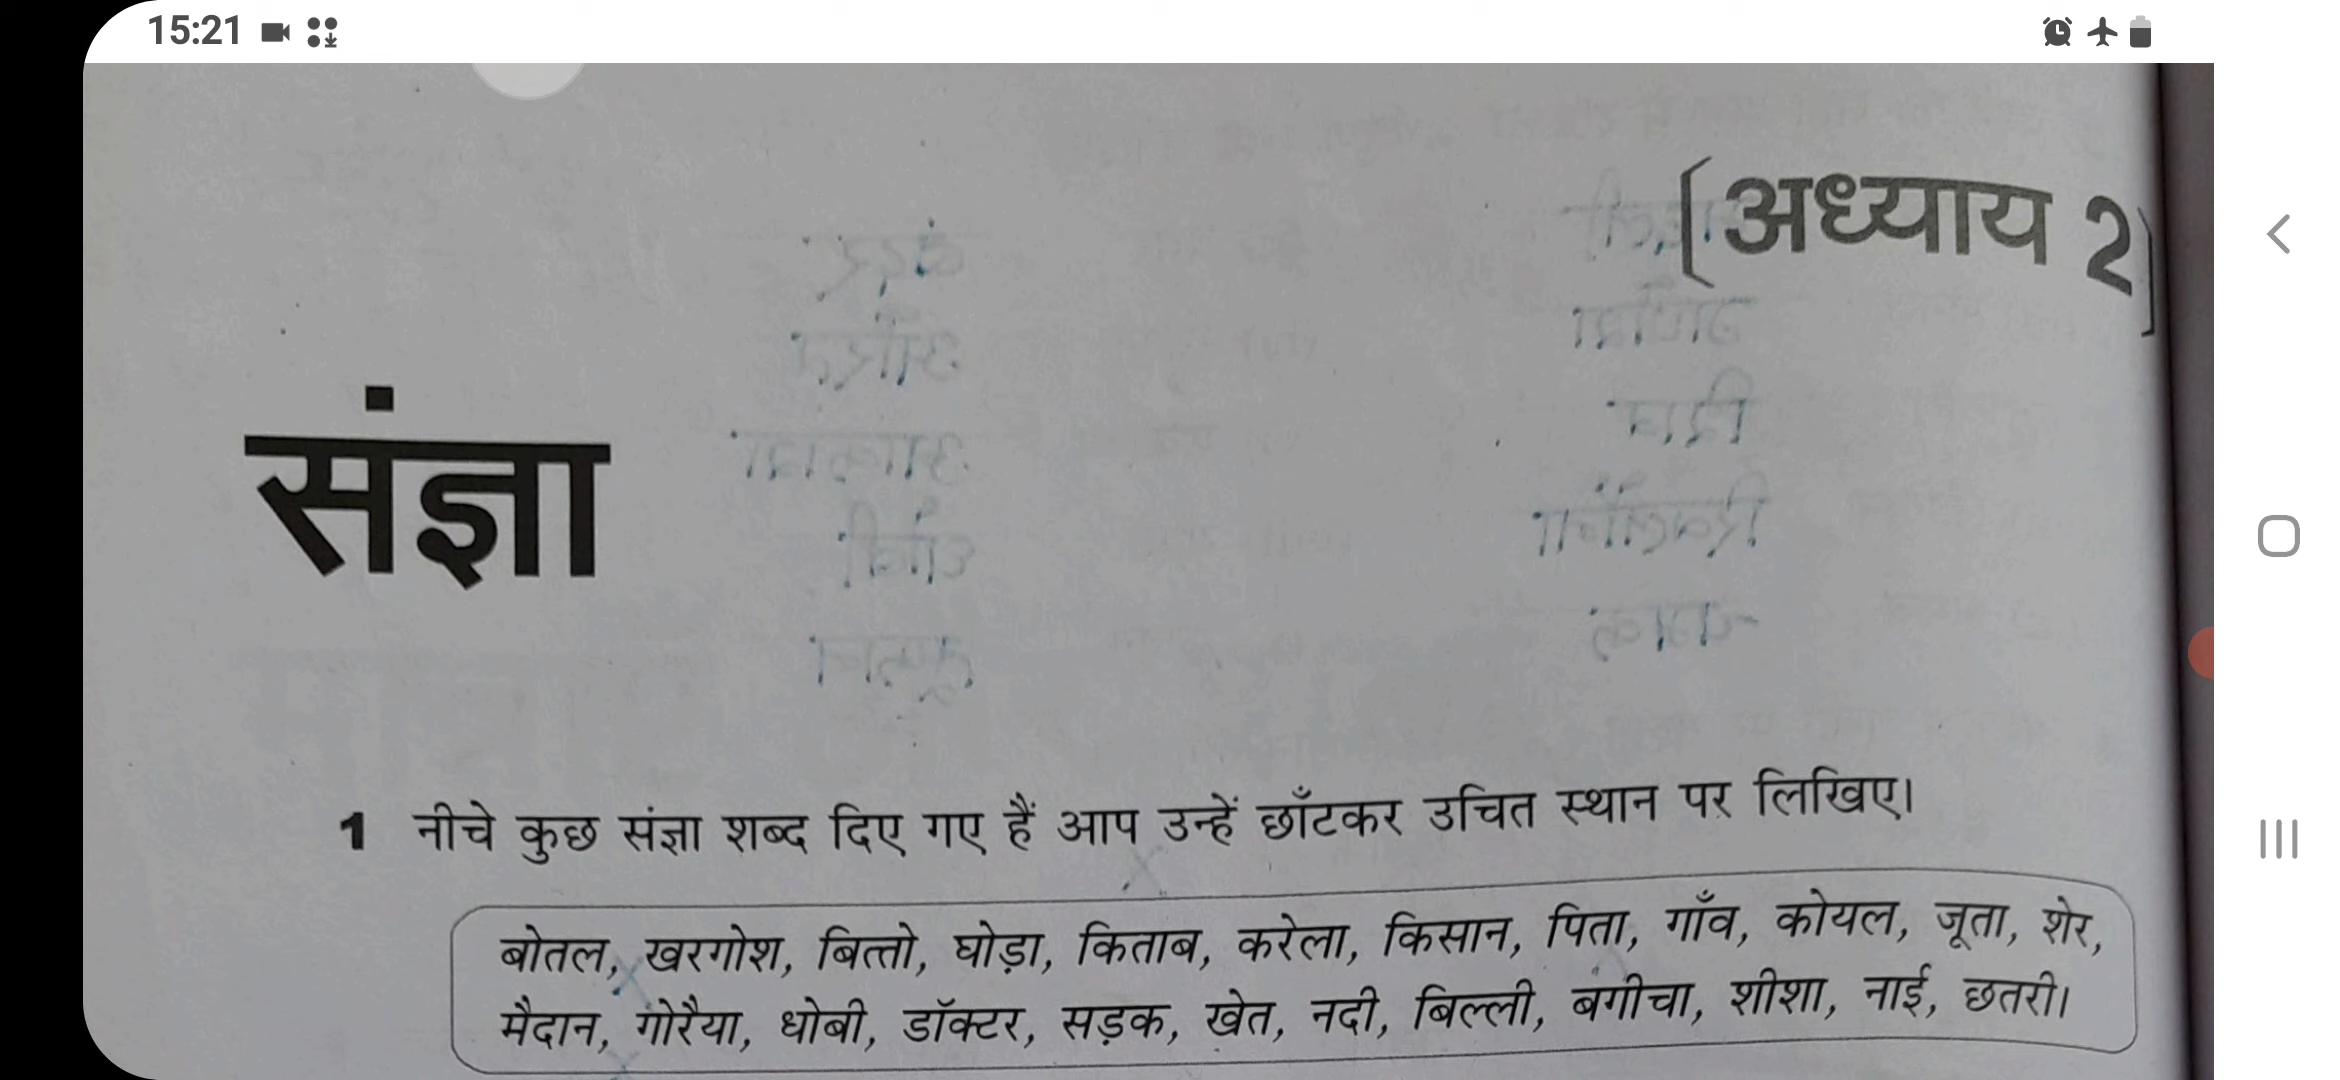 15:21
[अध्याय 2]
संज्ञा
1 नीचे कुछ संज्ञा शब्द दिए गए हैं आप उन्हें छाँटकर उचित स्थान पर लिखिए।
बोतल, खरगोश, बित्तो, घोड़ा, किताब, करेला, किसान, पिता, गाँव, कोयल, जूता, शेर,
मैदान, गोरैया, धोबी, डॉक्टर, सड़क, खेत, नदी, बिल्ली, बगीचा, शीशा, नाई, छतरी।